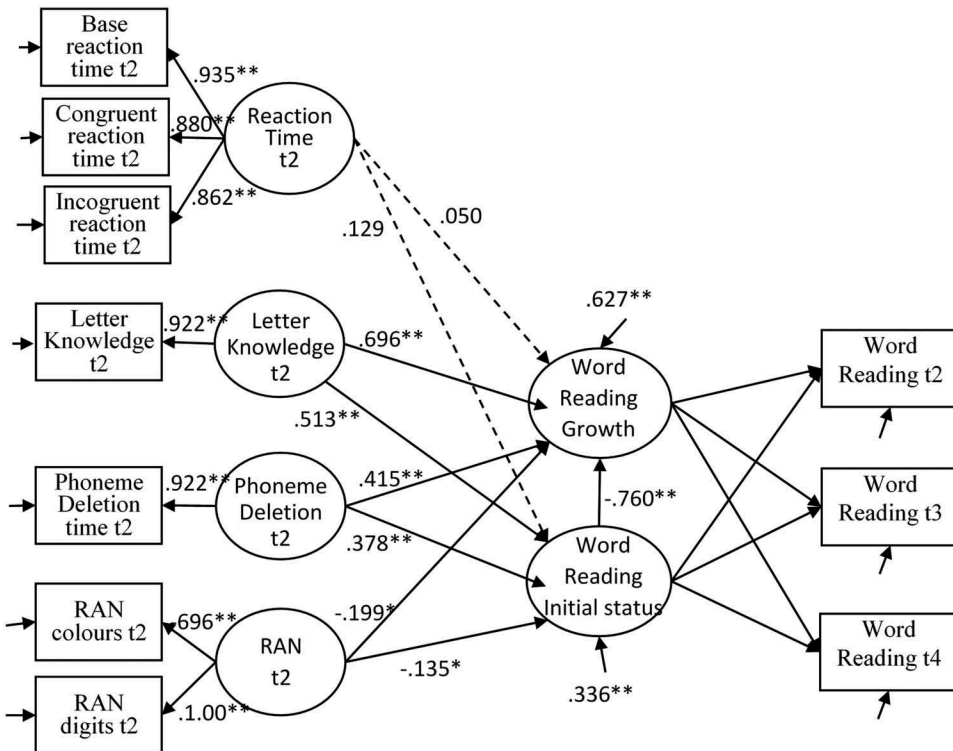 Base
reaction
time t2
.935**
Congruent
reaction
time t2
.880**
Incogruent
reaction
time t2
.862**
Reaction
Time
t2
.050
.129
Letter
Knowledge
t2
.922**
Letter
Knowledge
t2
.696**
.513**
.627**
Word
Reading
Growth
Word
Reading t2
Phoneme
Deletion
time t2
.922**
Phoneme
Deletion
t2
.415**
.378**
-.760**
Word
Reading
Initial status
Word
Reading t3
RAN
colours t2
.696**
RAN
digits t2
.1.00**
RAN
t2
-.199*
-.135*
.336**
Word
Reading t4